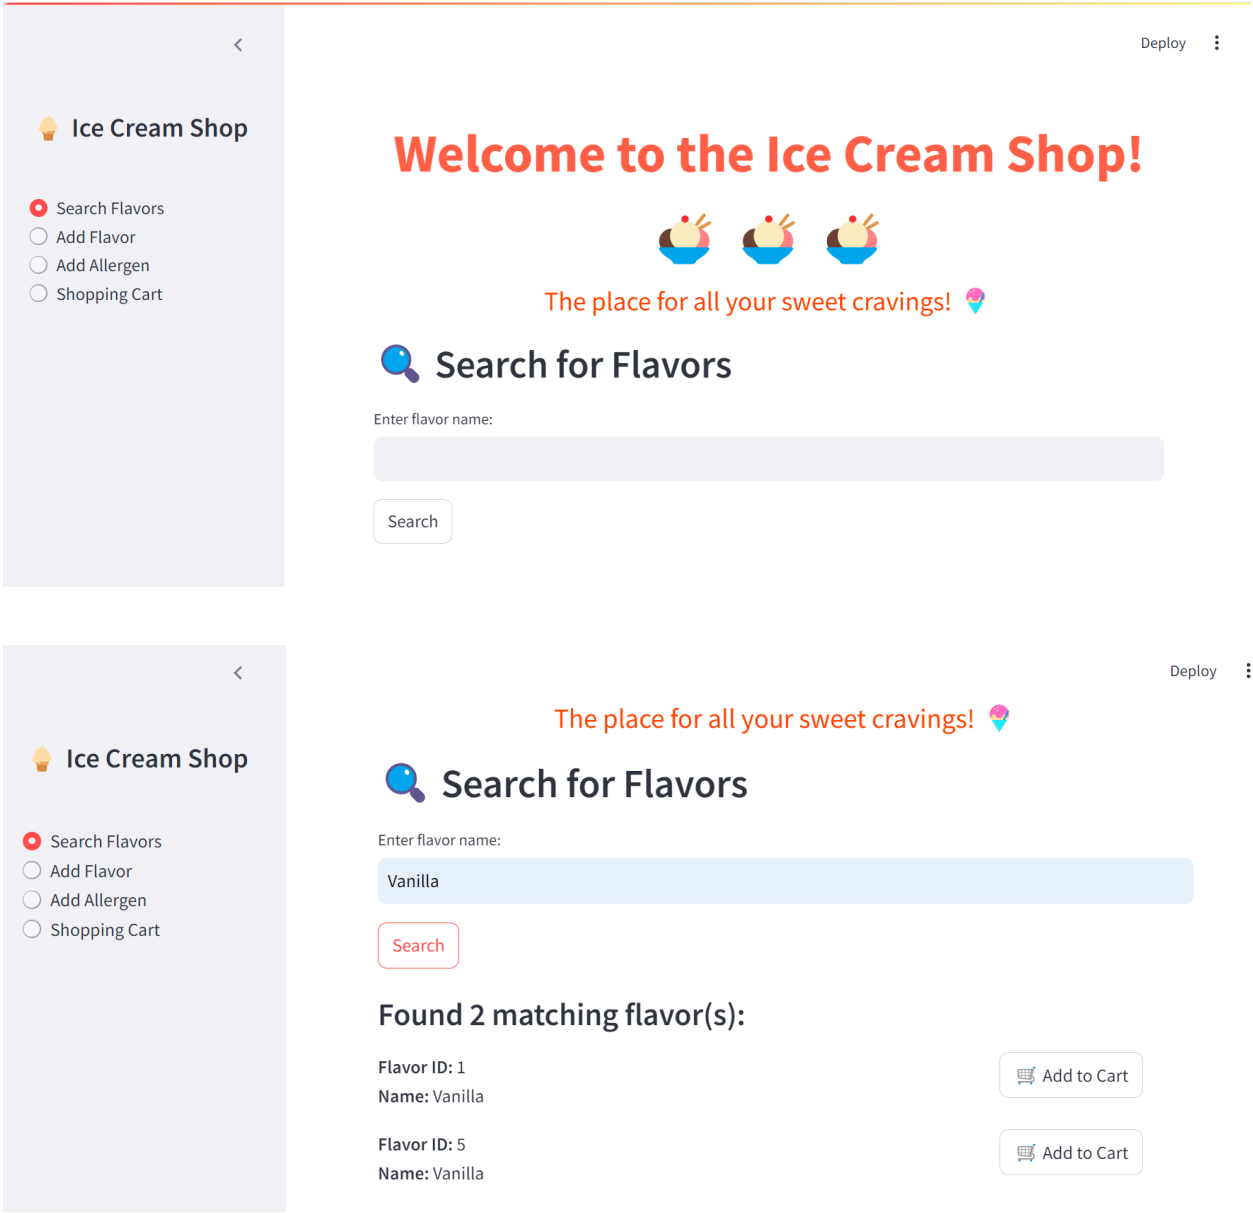 Deploy
Ice Cream Shop
Welcome to the Ice Cream Shop!
Search Flavors
Add Flavor
Add Allergen
Shopping Cart
The place for all your sweet cravings!
Search for Flavors
Enter flavor name:
Search
Deploy
The place for all your sweet cravings!
Ice Cream Shop
Search for Flavors
Search Flavors
Add Flavor
Add Allergen
Shopping Cart
Enter flavor name:
Vanilla
Search
Found 2 matching flavor(s):
Flavor ID: 1
Name: Vanilla
Add to Cart
Flavor ID: 5
Name: Vanilla
Add to Cart